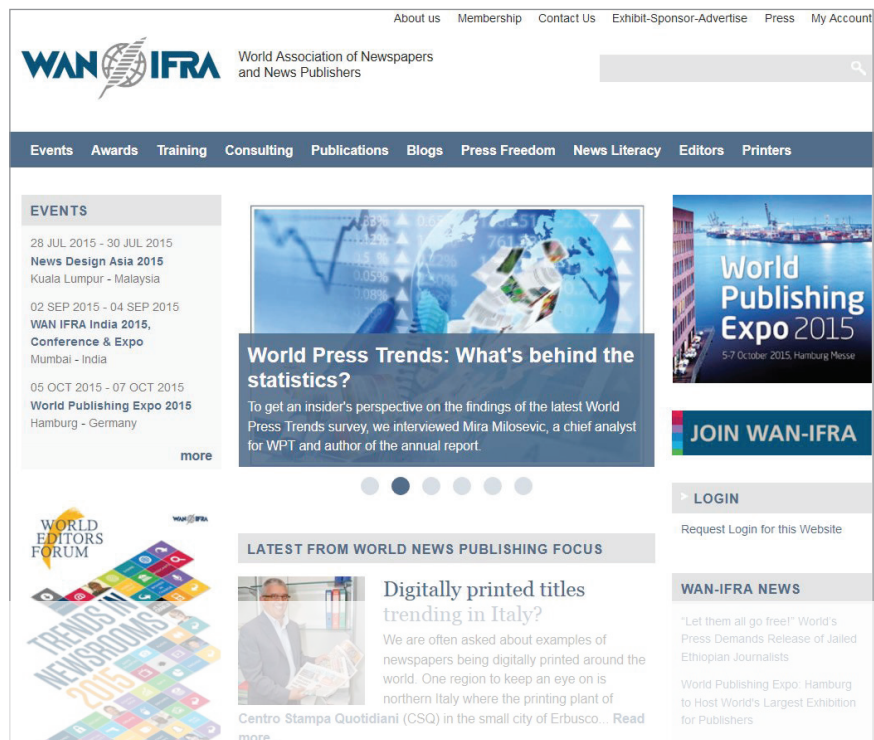 About us Membership Contact Us Exhibit-Sponsor-Advertise Press My Account
WAN IFRA
World Association of Newspapers
and News Publishers
Events Awards Training Consulting Publications Blogs Press Freedom News Literacy Editors Printers
EVENTS
28 JUL 2015 - 30 JUL 2015
News Design Asia 2015
Kuala Lumpur - Malaysia
02 SEP 2015 - 04 SEP 2015
WAN IFRA India 2015,
Conference & Expo
Mumbai - India
05 OCT 2015 - 07 OCT 2015
World Publishing Expo 2015
Hamburg - Germany
more
WORLD
EDITORS
FORUM
WAN IFRA
TRENDS IN
NEWSROOMS
2015
World Press Trends: What's behind the
statistics?
To get an insider's perspective on the findings of the latest World
Press Trends survey, we interviewed Mira Milosevic, a chief analyst
for WPT and author of the annual report.
LATEST FROM WORLD NEWS PUBLISHING FOCUS
Digitally printed titles
trending in Italy?
We are often asked about examples of
newspapers being digitally printed around the
world. One region to keep an eye on is
northern Italy where the printing plant of
Centro Stampa Quotidiani (CSQ) in the small city of Erbusco... Read
more
World
Publishing
Expo 2015
5-7 October 2015, Hamburg Messe
JOIN WAN-IFRA
LOGIN
Request Login for this Website
WAN-IFRA NEWS
"Let them all go free!" World's
Press Demands Release of Jailed
Ethiopian Journalists
World Publishing Expo: Hamburg
to Host World's Largest Exhibition
for Publishers